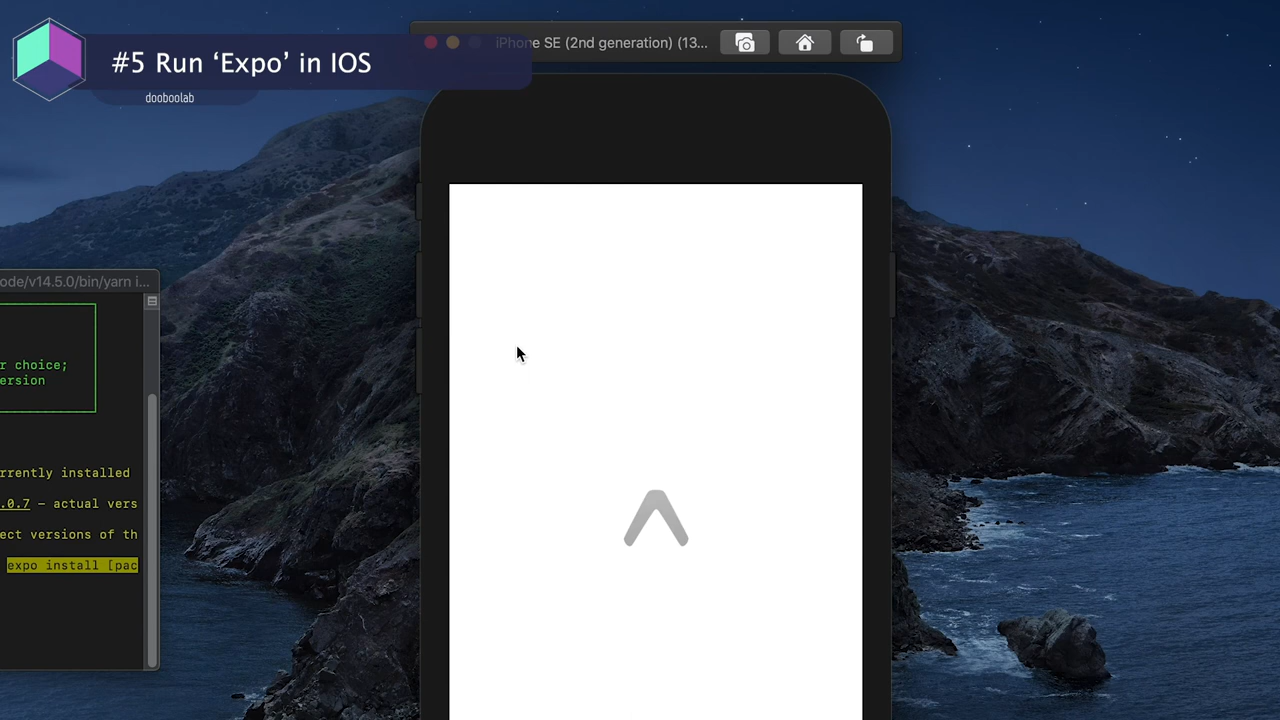 #5 Run ‘Expo’ in IOS
dooboolab
iPhone SE (2nd generation) (13...
ode/v14.5.0/bin/yarn i...
r choice;
ersion
rrently installed
.0.7 – actual vers
ect versions of th
expo install [pac